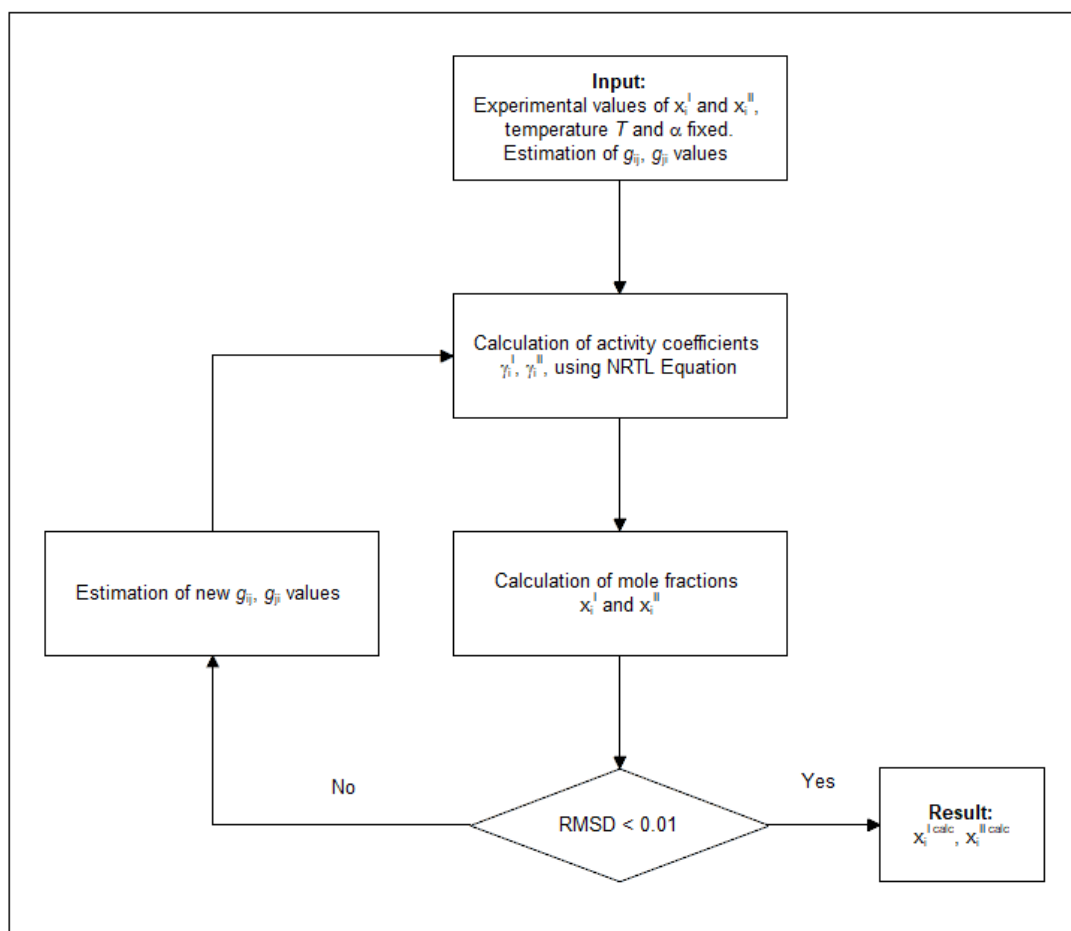 Input:
Experimental values of xᵢᴵ and xᵢᴵᴵ,
temperature T and α fixed.
Estimation of gᵢⱼ, gⱼᵢ values
Calculation of activity coefficients
γᵢᴵ, γᵢᴵᴵ, using NRTL Equation
Estimation of new gᵢⱼ, gⱼᵢ values
Calculation of mole fractions
xᵢᴵ and xᵢᴵᴵ
No
Yes
RMSD < 0.01
Result:
xᵢᴵ ᶜᵃˡᶜ, xᵢᴵᴵ ᶜᵃˡᶜ